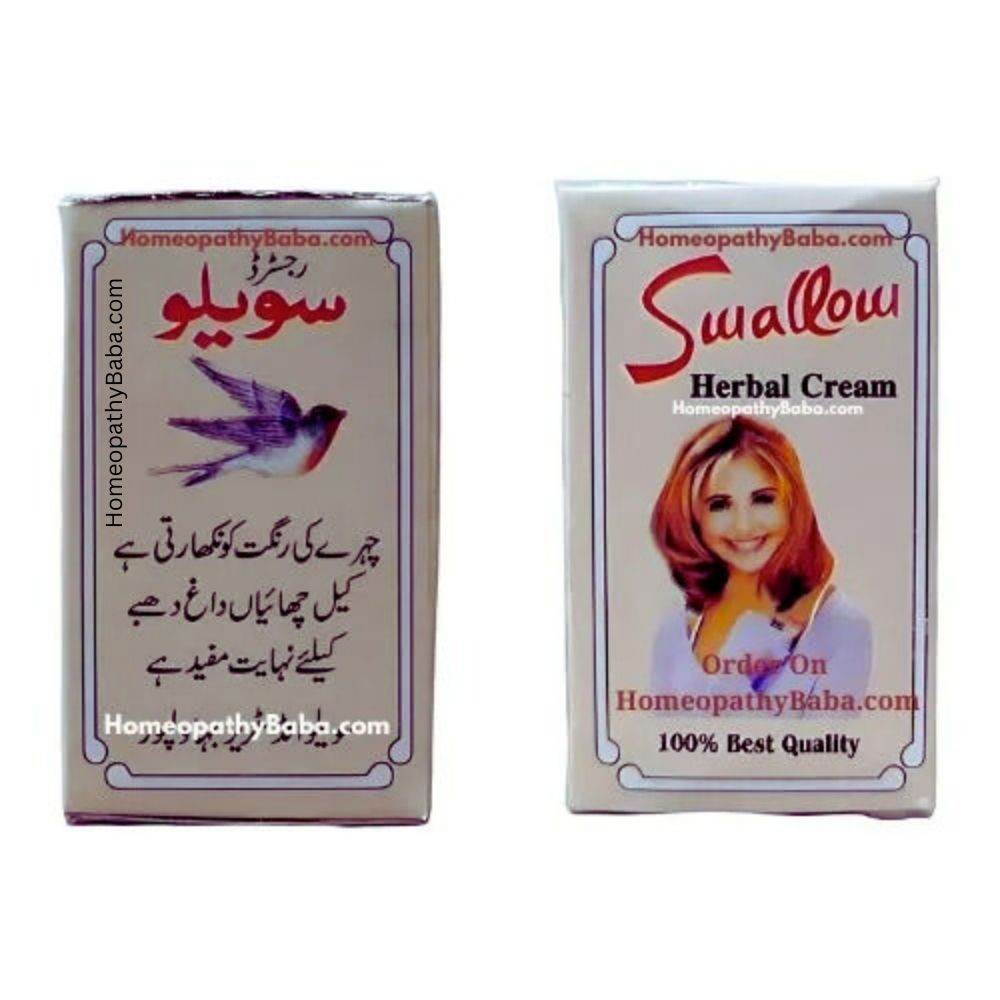 HomeopathyBaba.com
رجسٹرڈ
سویلو
HomeopathyBaba.com
چہرے کی رنگت کو نکھارتی ہے
کیل چھائیاں داغ دھبے
کیلئے نہایت مفید ہے
HomeopathyBaba.com
HomeopathyBaba.com
Swallow
Herbal Cream
HomeopathyBaba.com
Order On
HomeopathyBaba.com
100% Best Quality